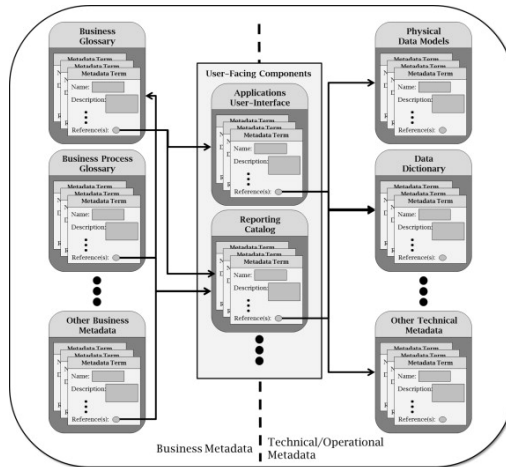 Business
Glossary
Metadata Term
Metadata Term
Metadata Term
Name:
Description:
Reference(s):
Business Process
Glossary
Metadata Term
Metadata Term
Metadata Term
Name:
Description:
Reference(s):
Other Business
Metadata
Metadata Term
Metadata Term
Metadata Term
Name:
Description:
Reference(s):
User-Facing Components
Applications
User-Interface
Metadata Term
Metadata Term
Metadata Term
Name:
Description:
Reference(s):
Reporting
Catalog
Metadata Term
Metadata Term
Metadata Term
Name:
Description:
Reference(s):
Physical
Data Models
Metadata Term
Metadata Term
Metadata Term
Name:
Description:
Reference(s):
Data
Dictionary
Metadata Term
Metadata Term
Metadata Term
Name:
Description:
Reference(s):
Other Technical
Metadata
Metadata Term
Metadata Term
Metadata Term
Name:
Description:
Reference(s):
Business Metadata
Technical/Operational
Metadata